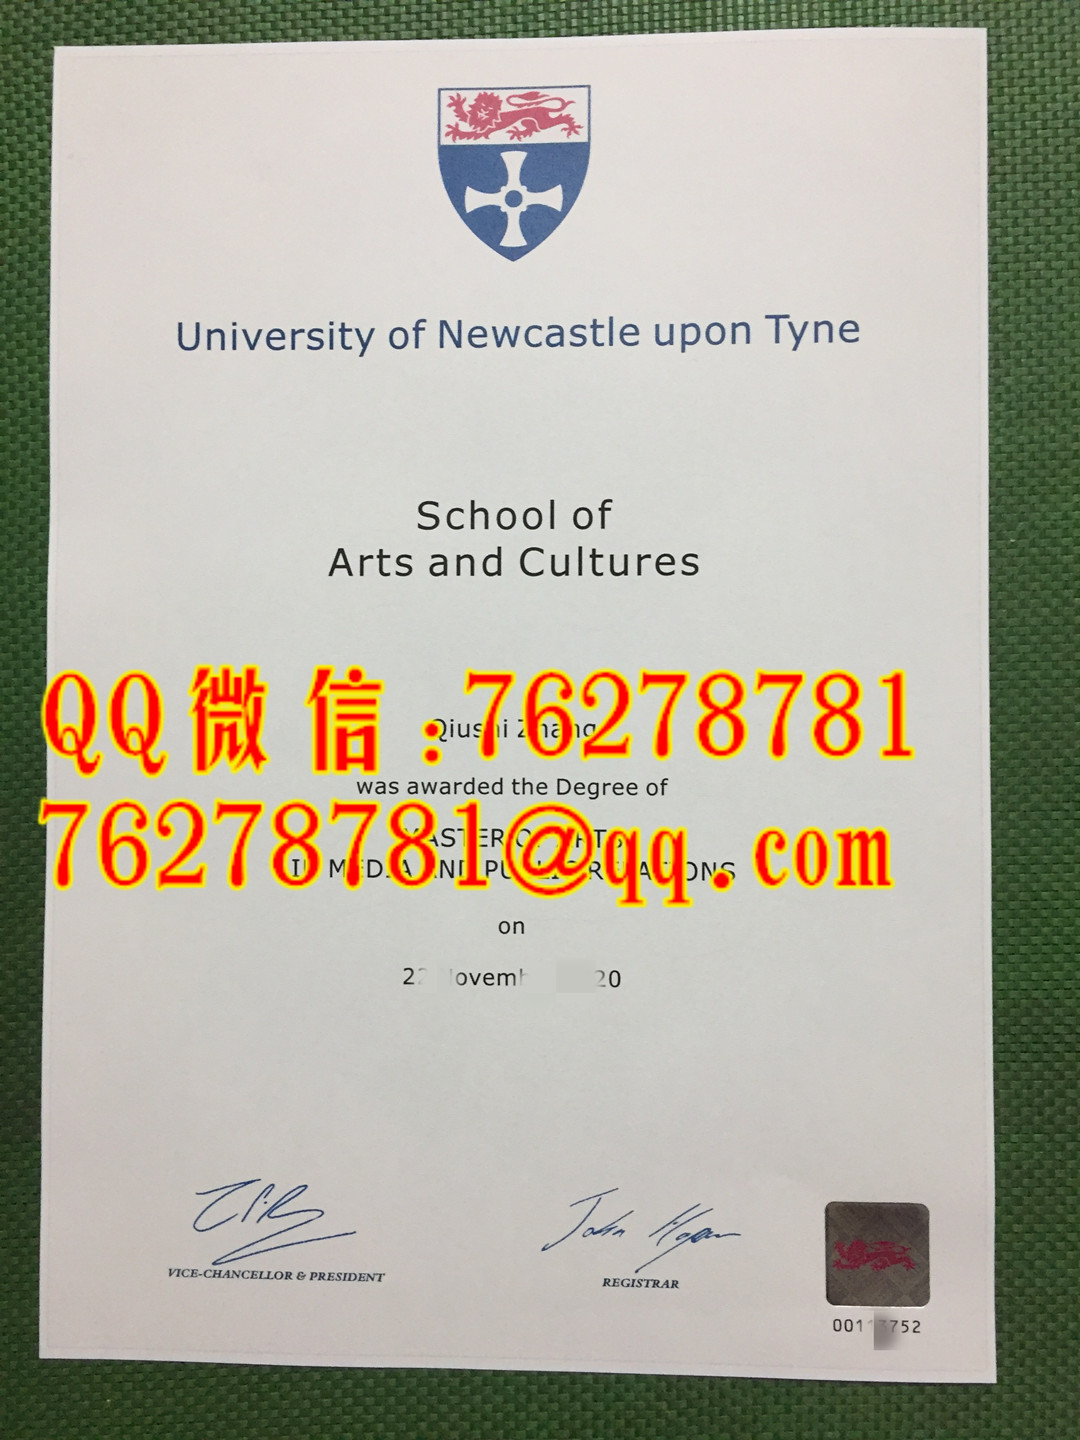 University of Newcastle upon Tyne
School of
Arts and Cultures
QQ微信:76278781
was awarded the Degree of
76278781@qq.com
on
VICE-CHANCELLOR & PRESIDENT
REGISTRAR